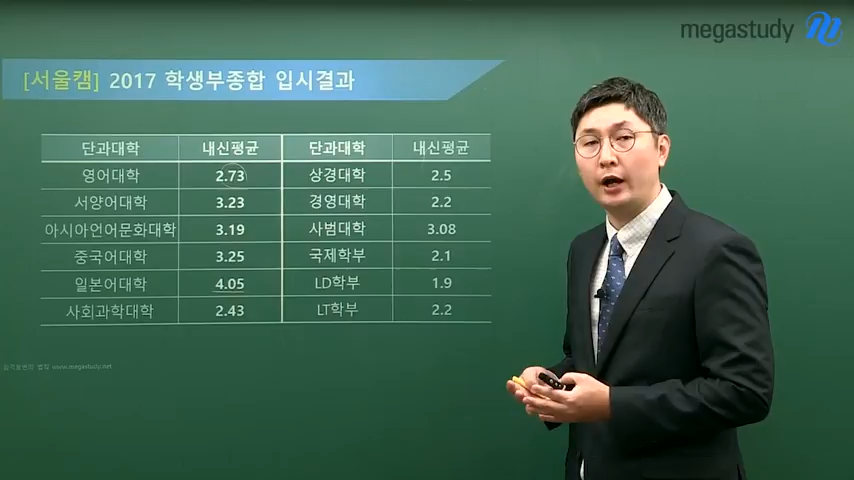 megastudy
[서울캠] 2017 학생부종합 입시결과
단과대학 내신평균 단과대학 내신평균
영어대학 2.73 상경대학 2.5
서양어대학 3.23 경영대학 2.2
아시아언어문화대학 3.19 사범대학 3.08
중국어대학 3.25 국제학부 2.1
일본어대학 4.05 LD학부 1.9
사회과학대학 2.43 LT학부 2.2
www.megastudy.net